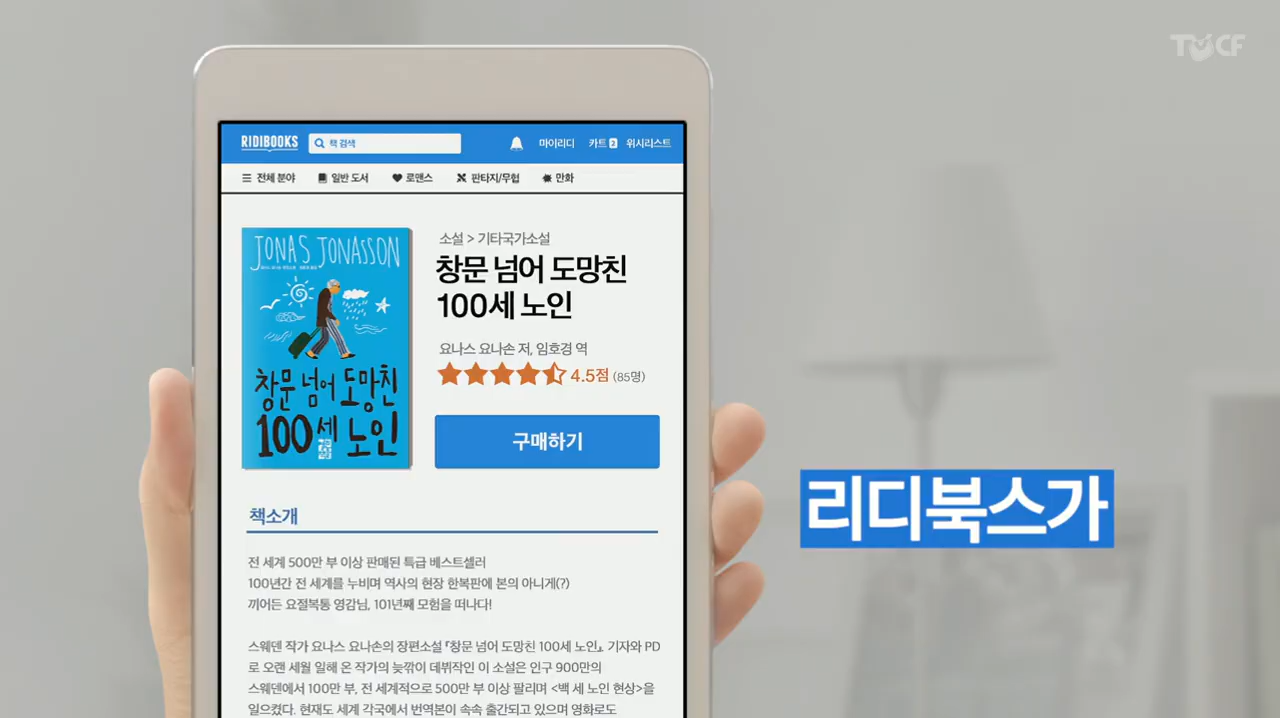 TVCF
RIDIBOOKS
책 검색
마이리디
카트 2
위시리스트
전체 분야
일반 도서
로맨스
판타지/무협
만화
JONAS JONASSON
창문 넘어 도망친
100세 노인
소설 > 기타국가소설
창문 넘어 도망친
100세 노인
요나스 요나손 저, 임호경 역
4.5점 (85명)
구매하기
책소개
전 세계 500만 부 이상 판매된 특급 베스트셀러
100년간 전 세계를 누비며 역사의 현장 한복판에 본의 아니게(?)
끼어든 요절복통 영감님, 101년째 모험을 떠나다!
스웨덴 작가 요나스 요나손의 장편소설 『창문 넘어 도망친 100세 노인』. 기자와 PD
로 오랜 세월 일해 온 작가의 늦깎이 데뷔작인 이 소설은 인구 900만의
스웨덴에서 100만 부, 전 세계적으로 500만 부 이상 팔리며 <백 세 노인 현상>을
일으켰다. 현재도 세계 각국에서 번역본이 속속 출간되고 있으며 영화로도
리디북스가